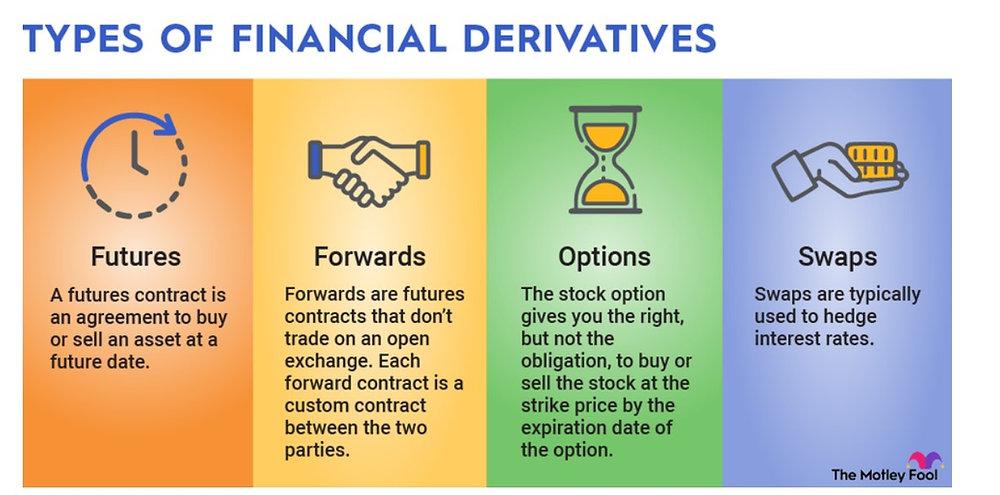 TYPES OF FINANCIAL DERIVATIVES
Futures
A futures contract is
an agreement to buy
or sell an asset at a
future date.
Forwards
Forwards are futures
contracts that don't
trade on an open
exchange. Each
forward contract is a
custom contract
between the two
parties.
Options
The stock option
gives you the right,
but not the
obligation, to buy or
sell the stock at the
strike price by the
expiration date of
the option.
Swaps
Swaps are typically
used to hedge
interest rates.
The Motley Fool